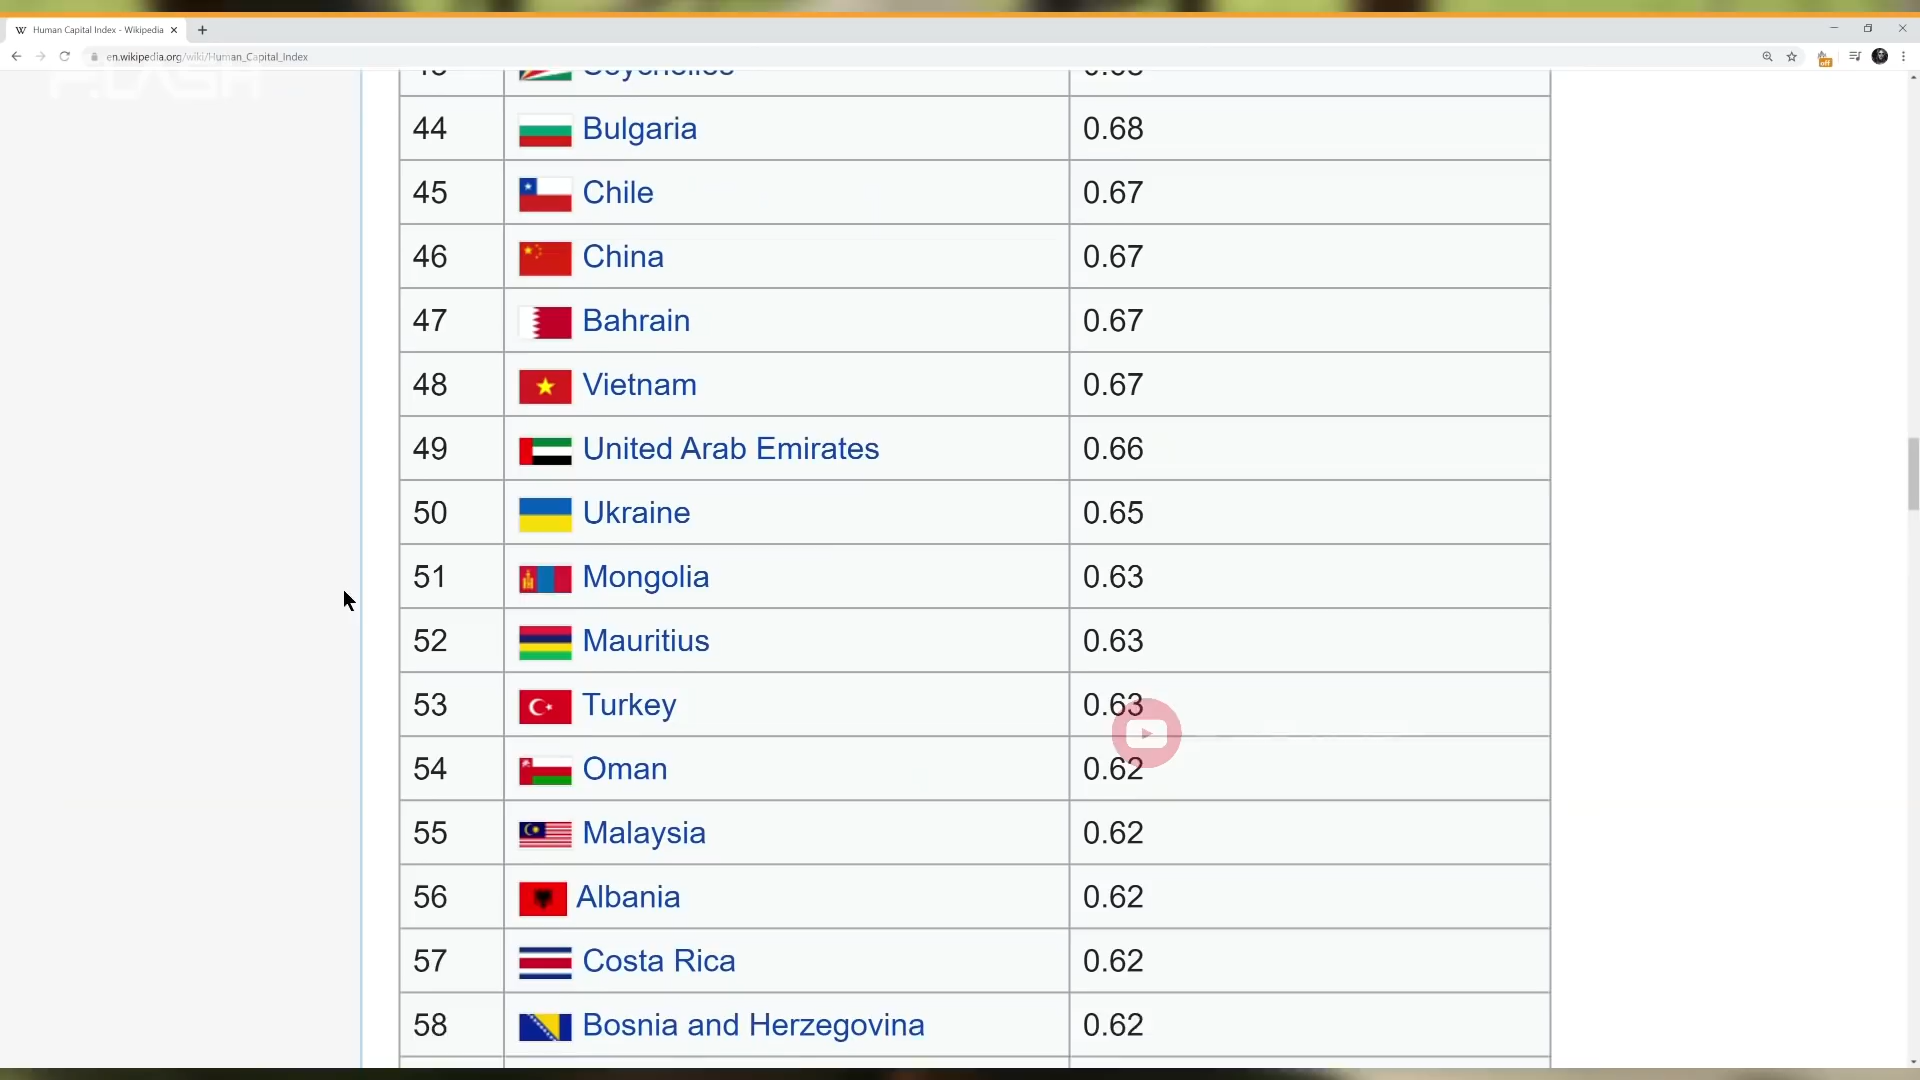 Human Capital Index - Wikipedia
en.wikipedia.org/wiki/Human_Capital_Index
off
Seychelles
44 Bulgaria 0.68
45 Chile 0.67
46 China 0.67
47 Bahrain 0.67
48 Vietnam 0.67
49 United Arab Emirates 0.66
50 Ukraine 0.65
51 Mongolia 0.63
52 Mauritius 0.63
53 Turkey 0.63
54 Oman 0.62
55 Malaysia 0.62
56 Albania 0.62
57 Costa Rica 0.62
58 Bosnia and Herzegovina 0.62